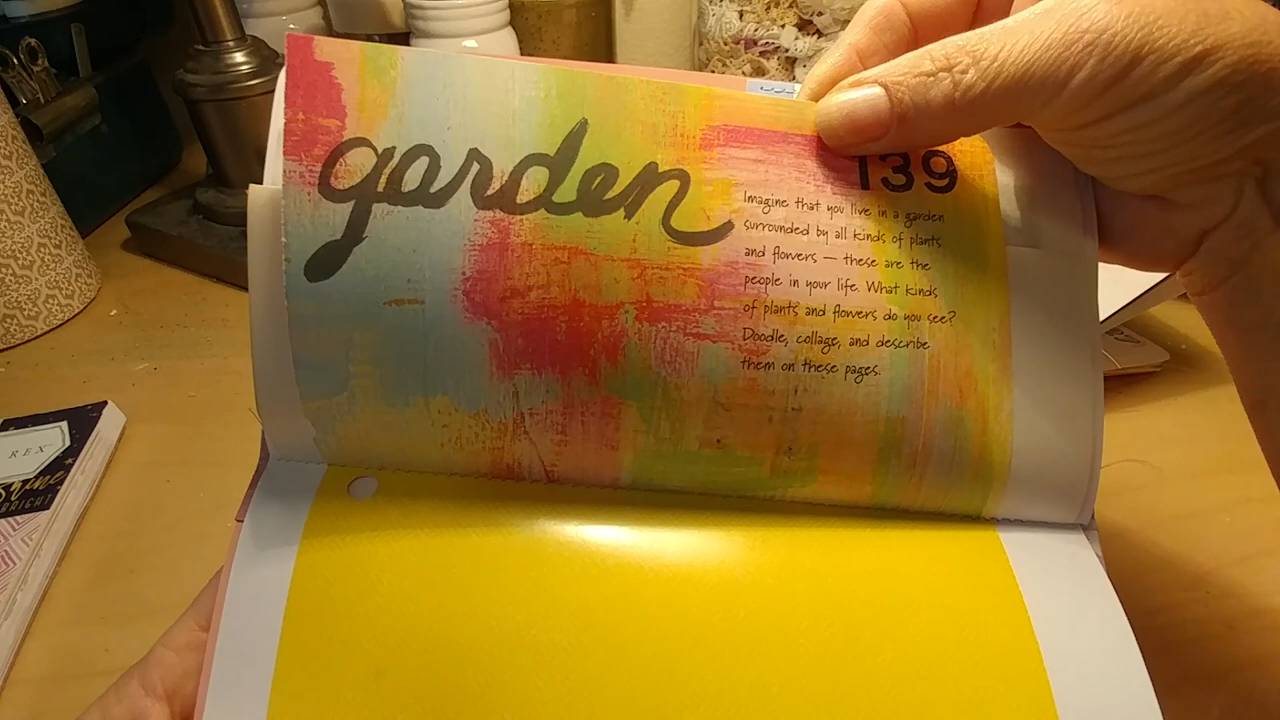 garden
139
Imagine that you live in a garden
surrounded by all kinds of plants
and flowers — these are the
people in your life. What kinds
of plants and flowers do you see?
Doodle, collage, and describe
them on these pages.
REX
Shine
BRIGHT